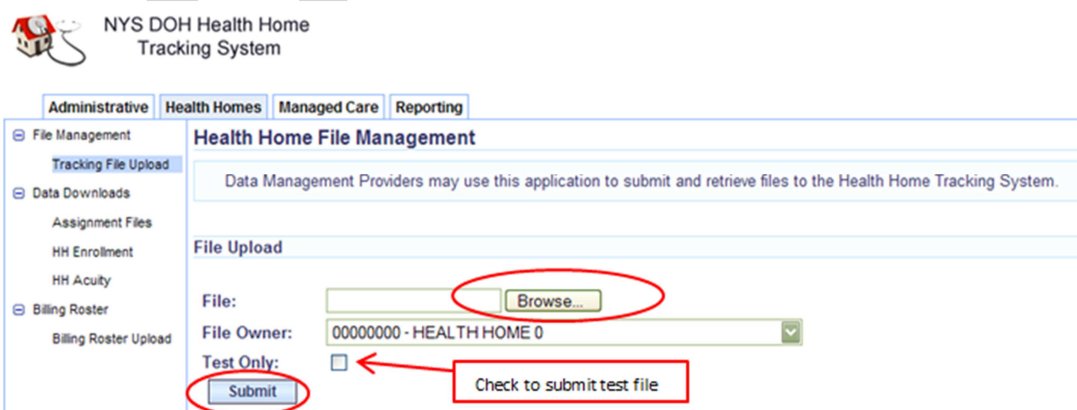 NYS DOH Health Home
Tracking System
Administrative Health Homes Managed Care Reporting
File Management
Tracking File Upload
Data Downloads
Assignment Files
HH Enrollment
HH Acuity
Billing Roster
Billing Roster Upload
Health Home File Management
Data Management Providers may use this application to submit and retrieve files to the Health Home Tracking System.
File Upload
File: Browse...
File Owner: 00000000 - HEALTH HOME 0
Test Only:
Check to submit test file
Submit